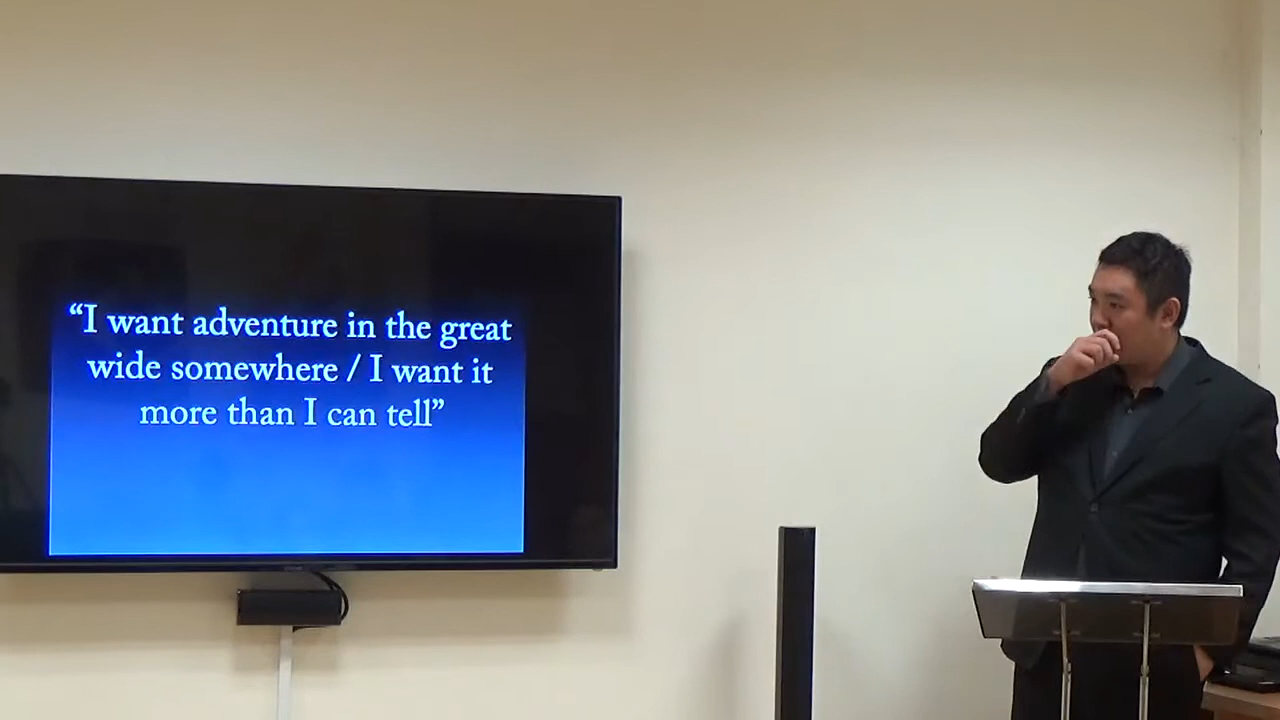 “I want adventure in the great
wide somewhere / I want it
more than I can tell”